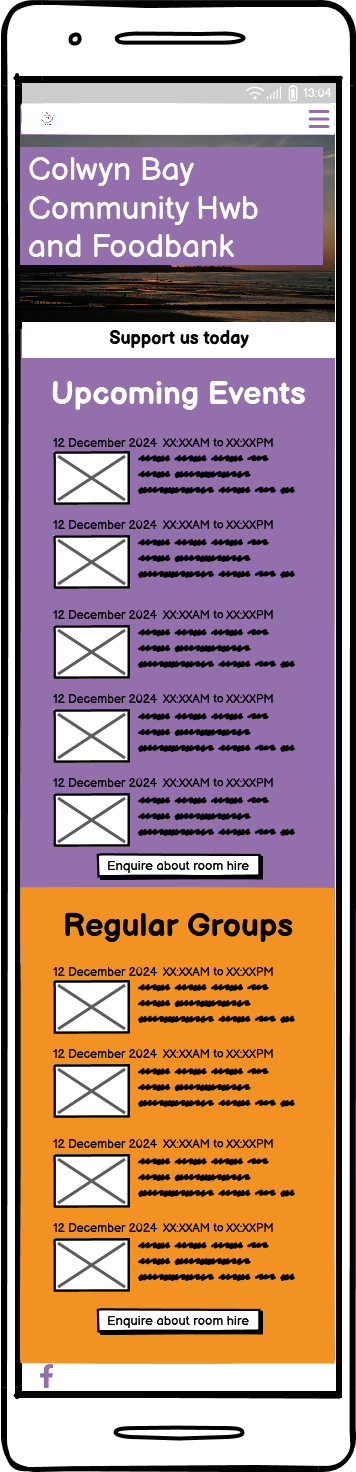 13:04
Colwyn Bay
Community Hwb
and Foodbank
Support us today
Upcoming Events
12 December 2024 XX:XXAM to XX:XXPM
12 December 2024 XX:XXAM to XX:XXPM
12 December 2024 XX:XXAM to XX:XXPM
12 December 2024 XX:XXAM to XX:XXPM
12 December 2024 XX:XXAM to XX:XXPM
Enquire about room hire
Regular Groups
12 December 2024 XX:XXAM to XX:XXPM
12 December 2024 XX:XXAM to XX:XXPM
12 December 2024 XX:XXAM to XX:XXPM
12 December 2024 XX:XXAM to XX:XXPM
Enquire about room hire